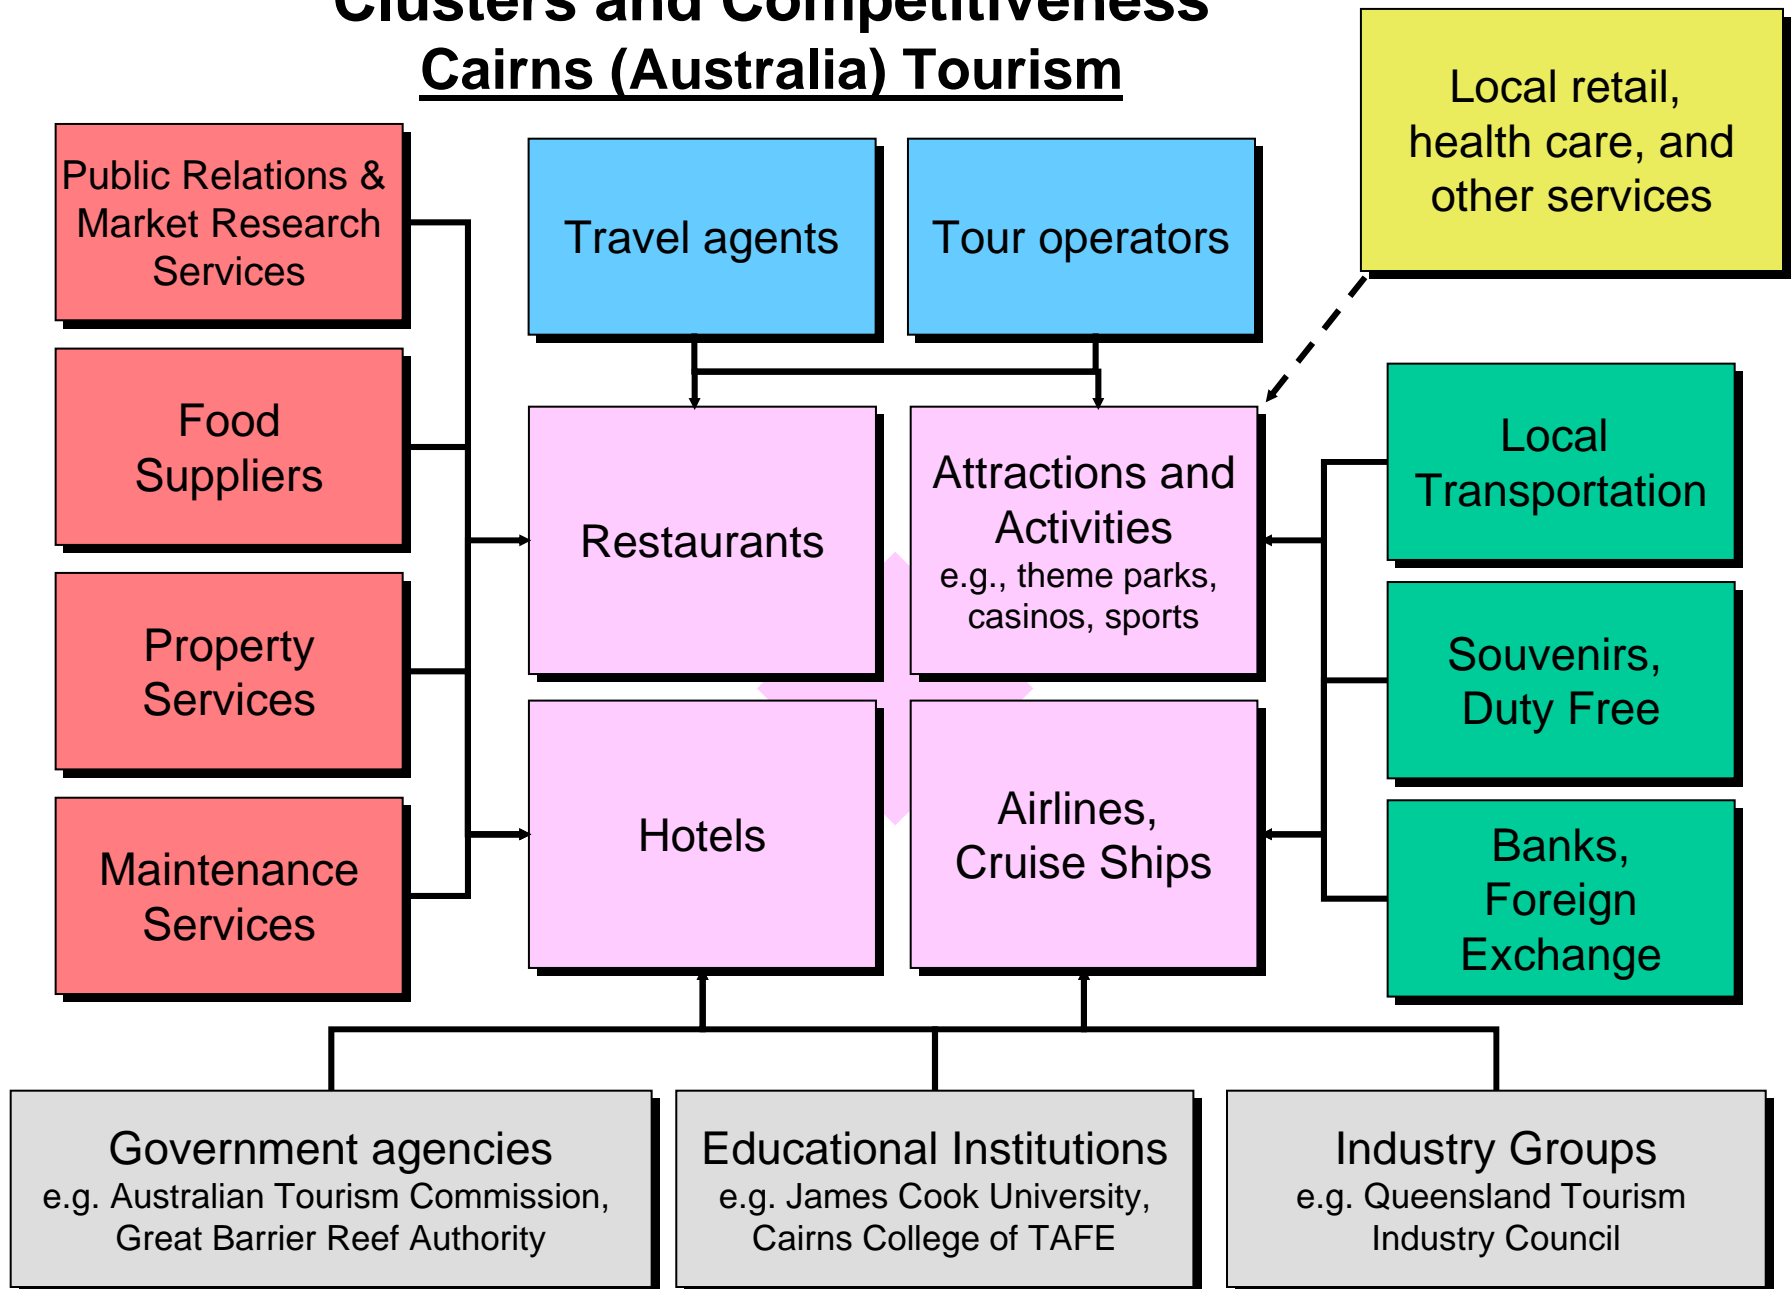 Clusters and Competitiveness
Cairns (Australia) Tourism
Local retail,
health care, and
other services
Public Relations &
Market Research
Services
Travel agents
Tour operators
Food
Suppliers
Restaurants
Attractions and
Activities
e.g., theme parks,
casinos, sports
Local
Transportation
Property
Services
Souvenirs,
Duty Free
Maintenance
Services
Hotels
Airlines,
Cruise Ships
Banks,
Foreign
Exchange
Government agencies
e.g. Australian Tourism Commission,
Great Barrier Reef Authority
Educational Institutions
e.g. James Cook University,
Cairns College of TAFE
Industry Groups
e.g. Queensland Tourism
Industry Council